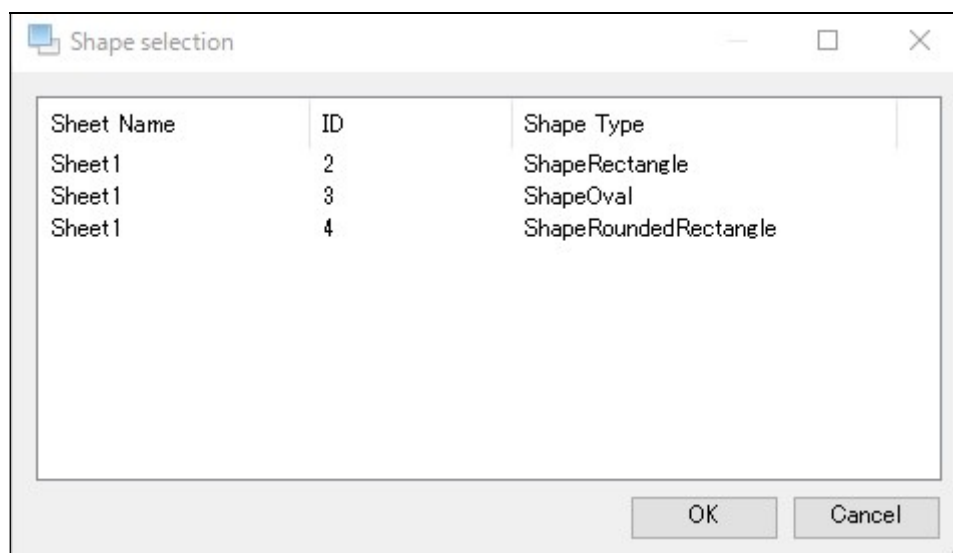 Shape selection
Sheet Name ID Shape Type
Sheet1 2 ShapeRectangle
Sheet1 3 ShapeOval
Sheet1 4 ShapeRoundedRectangle
OK Cancel